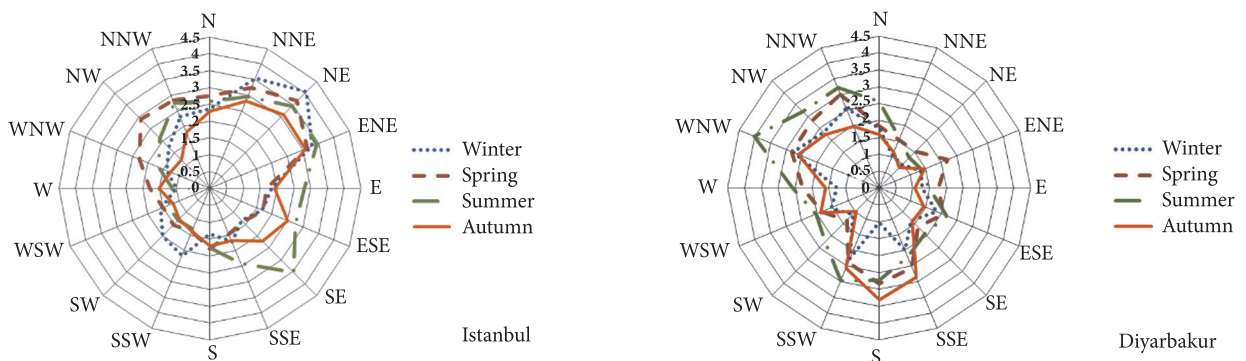 N
NNE
NE
ENE
E
ESE
SE
SSE
S
SSW
SW
WSW
W
WNW
NW
NNW
4.5
4
3.5
3
2.5
2
1.5
1
0.5
0
Winter
Spring
Summer
Autumn
Istanbul
N
NNE
NE
ENE
E
ESE
SE
SSE
S
SSW
SW
WSW
W
WNW
NW
NNW
4.5
4
3.5
3
2.5
2
1.5
1
0.5
0
Winter
Spring
Summer
Autumn
Diyarbakur